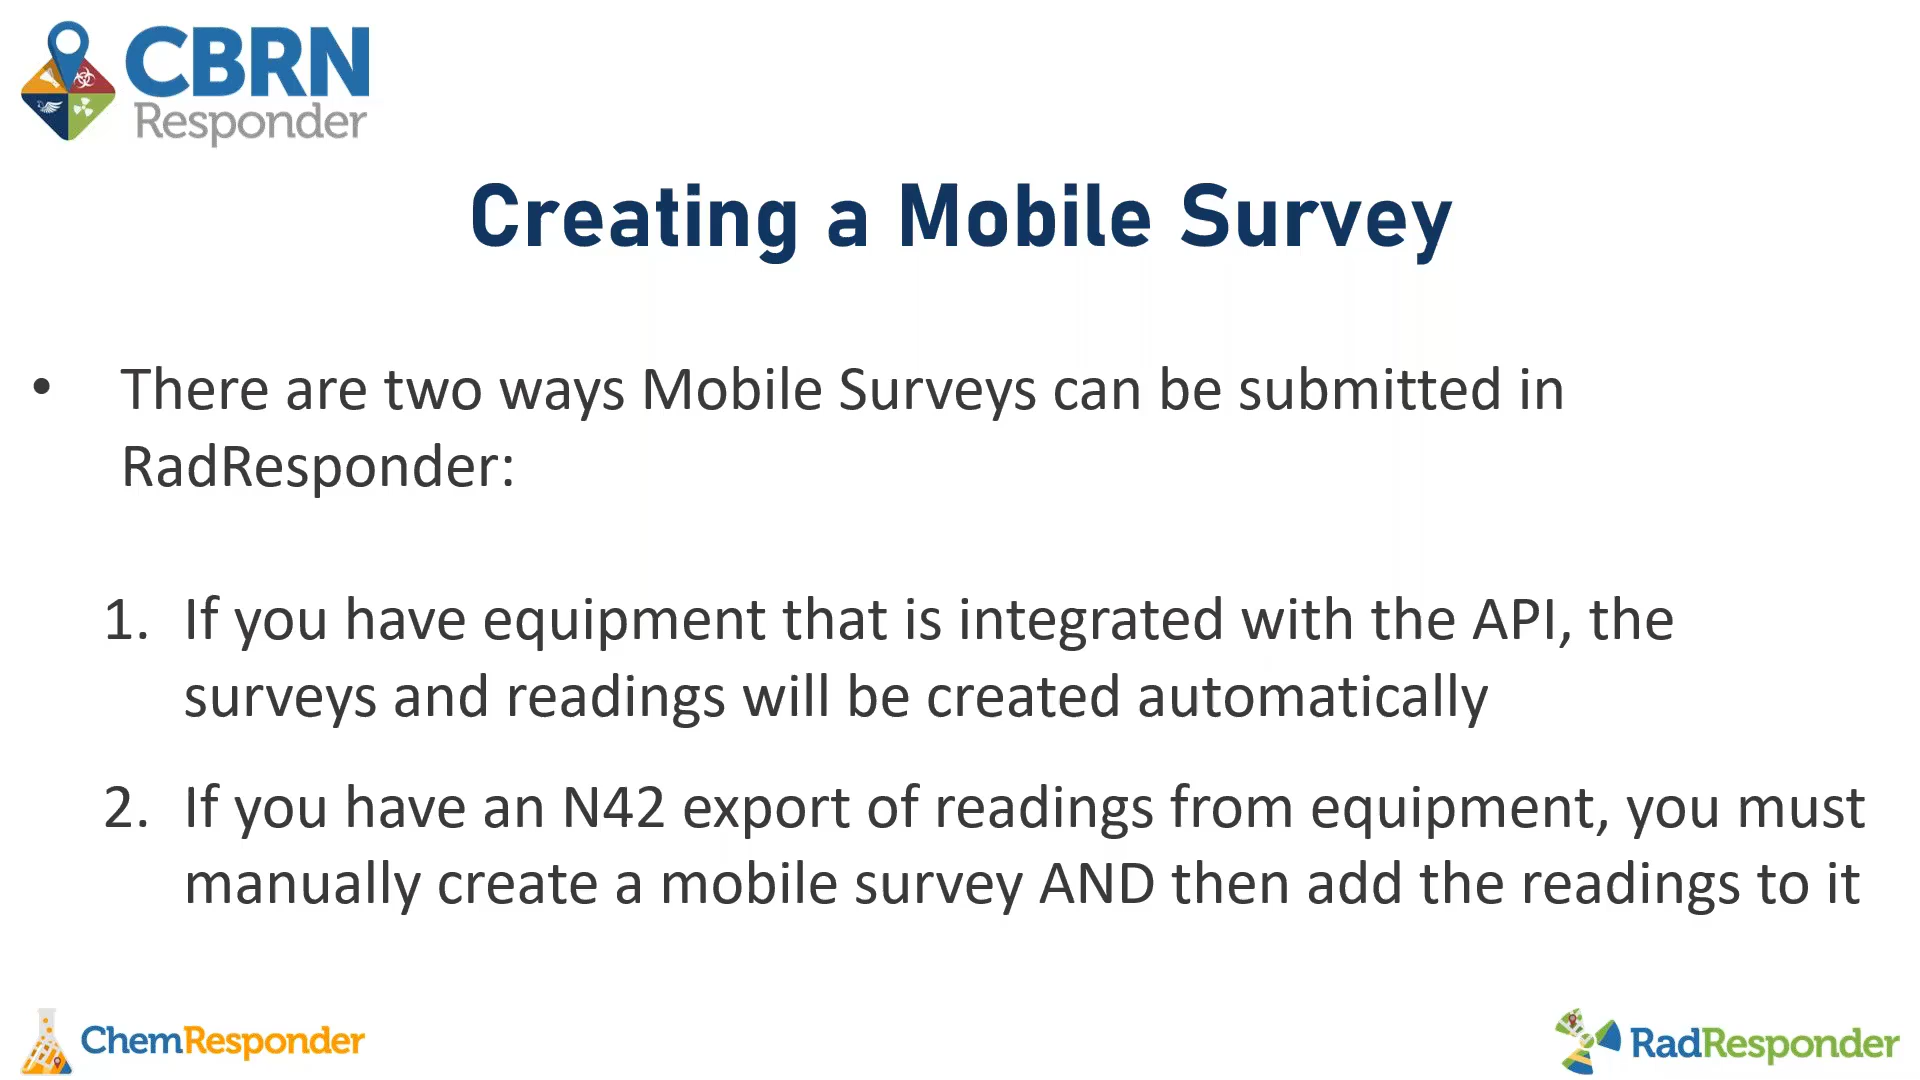 CBRN
Responder
Creating a Mobile Survey
• There are two ways Mobile Surveys can be submitted in
RadResponder:
1. If you have equipment that is integrated with the API, the
surveys and readings will be created automatically
2. If you have an N42 export of readings from equipment, you must
manually create a mobile survey AND then add the readings to it
ChemResponder
RadResponder